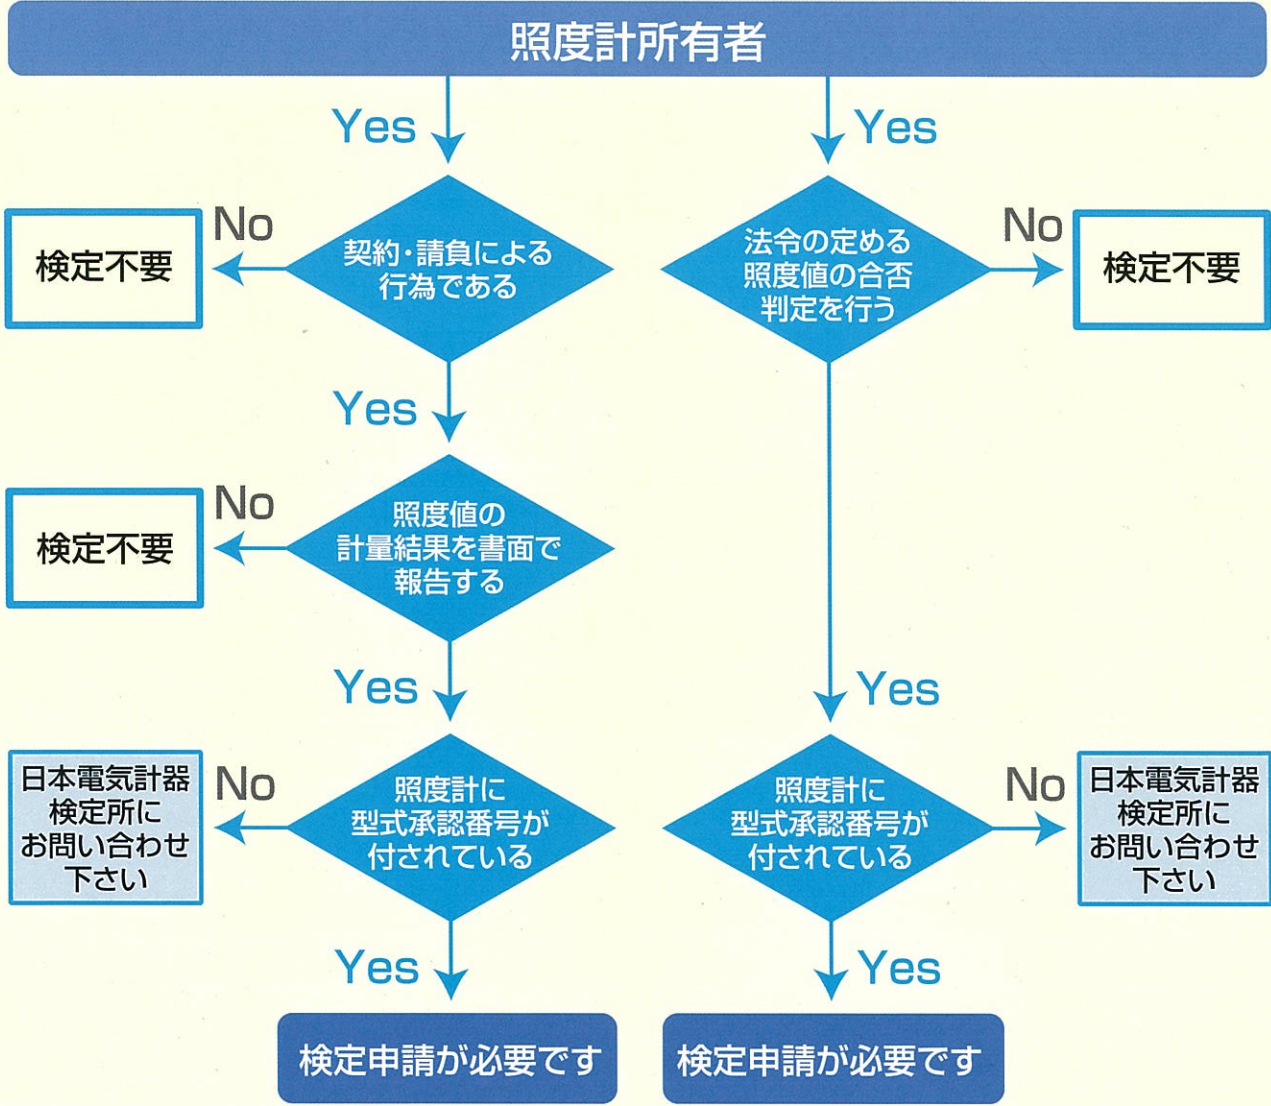 照度計所有者
Yes
Yes
契約・請負による
行為である
No
検定不要
法令の定める
照度値の合否
判定を行う
No
検定不要
Yes
照度値の
計量結果を書面で
報告する
No
検定不要
Yes
Yes
照度計に
型式承認番号が
付されている
No
日本電気計器
検定所に
お問い合わせ
下さい
照度計に
型式承認番号が
付されている
No
日本電気計器
検定所に
お問い合わせ
下さい
Yes
Yes
検定申請が必要です
検定申請が必要です